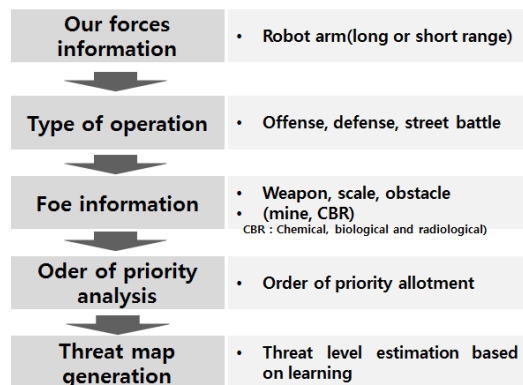 Our forces
information
• Robot arm(long or short range)
Type of operation
• Offense, defense, street battle
Foe information
• Weapon, scale, obstacle
• (mine, CBR)
CBR : Chemical, biological and radiological)
Oder of priority
analysis
• Order of priority allotment
Threat map
generation
• Threat level estimation based
on learning